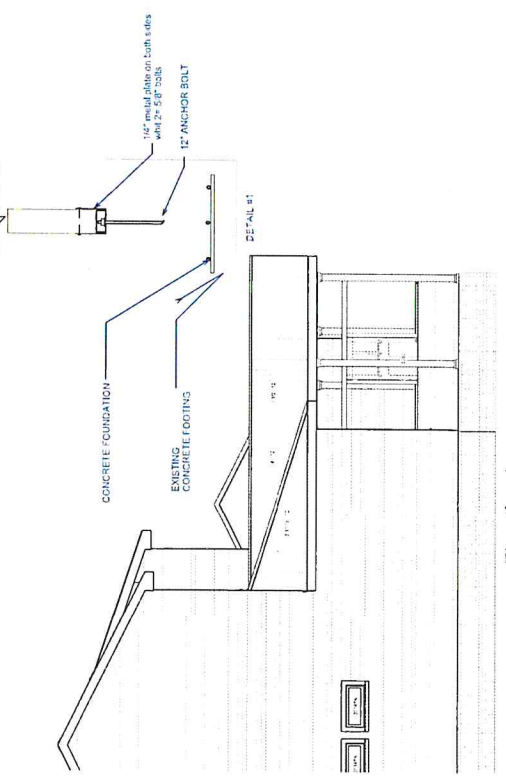 1/4" metal plate on both sides
whit 2= 5/8" bolts
12" ANCHOR BOLT
CONCRETE FOUNDATION
EXISTING
CONCRETE FOOTING
DETAIL #1